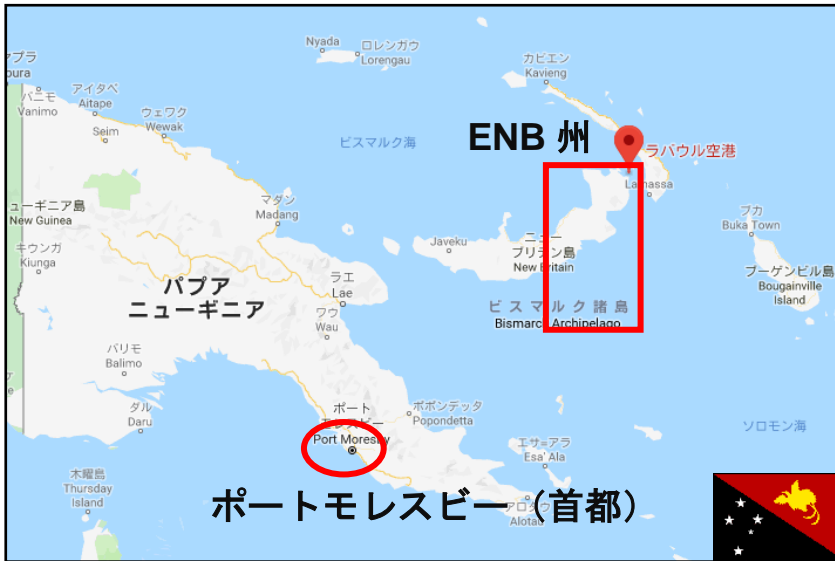 Nyada
ロレンガウ
Lorengau
カビエン
Kavieng
ャプラ
oura
バニモ
Vanimo
アイタペ
Aitape
Seim
ウェワク
Wewak
ビスマルク海
ENB 州
ラバウル空港
Lamassa
マダン
Madang
ューギニア島
New Guinea
キウンガ
Kiunga
Javeku
ニュー
ブリテン島
New Britain
ブカ
Buka Town
ブーゲンビル島
Bougainville
Island
パプア
ニューギニア
ラエ
Lae
ワウ
Wau
ビスマルク諸島
Bismarck Archipelago
バリモ
Balimo
ダル
Daru
ポート
モレスビー
Port Moresby
ポポンデッタ
Popondetta
エサ=アラ
Esa'Ala
ソロモン海
木曜島
Thursday
Island
ポートモレスビー（首都）
アロタウ
Alotau